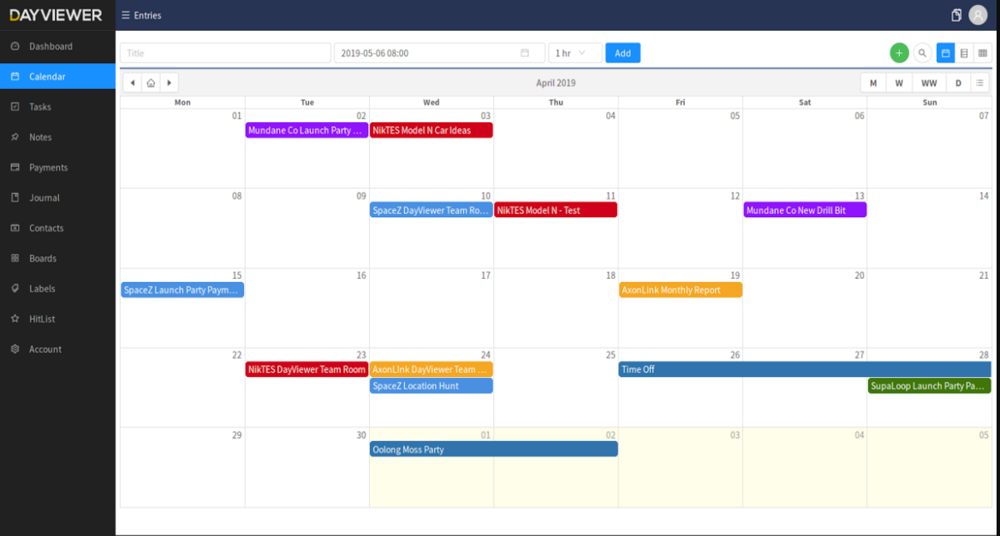 DAYVIEWER
Entries
Dashboard
Calendar
Tasks
Notes
Payments
Journal
Contacts
Boards
Labels
HitList
Account
Title 2019-05-06 08:00 1 hr Add
April 2019 M W WW D
Mon Tue Wed Thu Fri Sat Sun
01 02 03 04 05 06 07
Mundane Co Launch Party ... NikTES Model N Car Ideas
08 09 10 11 12 13 14
SpaceZ DayViewer Team Ro... NikTES Model N - Test Mundane Co New Drill Bit
15 16 17 18 19 20 21
SpaceZ Launch Party Paym... AxonLink Monthly Report
22 23 24 25 26 27 28
NikTES DayViewer Team Room AxonLInk DayViewer Team ... Time Off
SpaceZ Location Hunt SupaLoop Launch Party Pa...
29 30 01 02 03 04 05
Oolong Moss Party